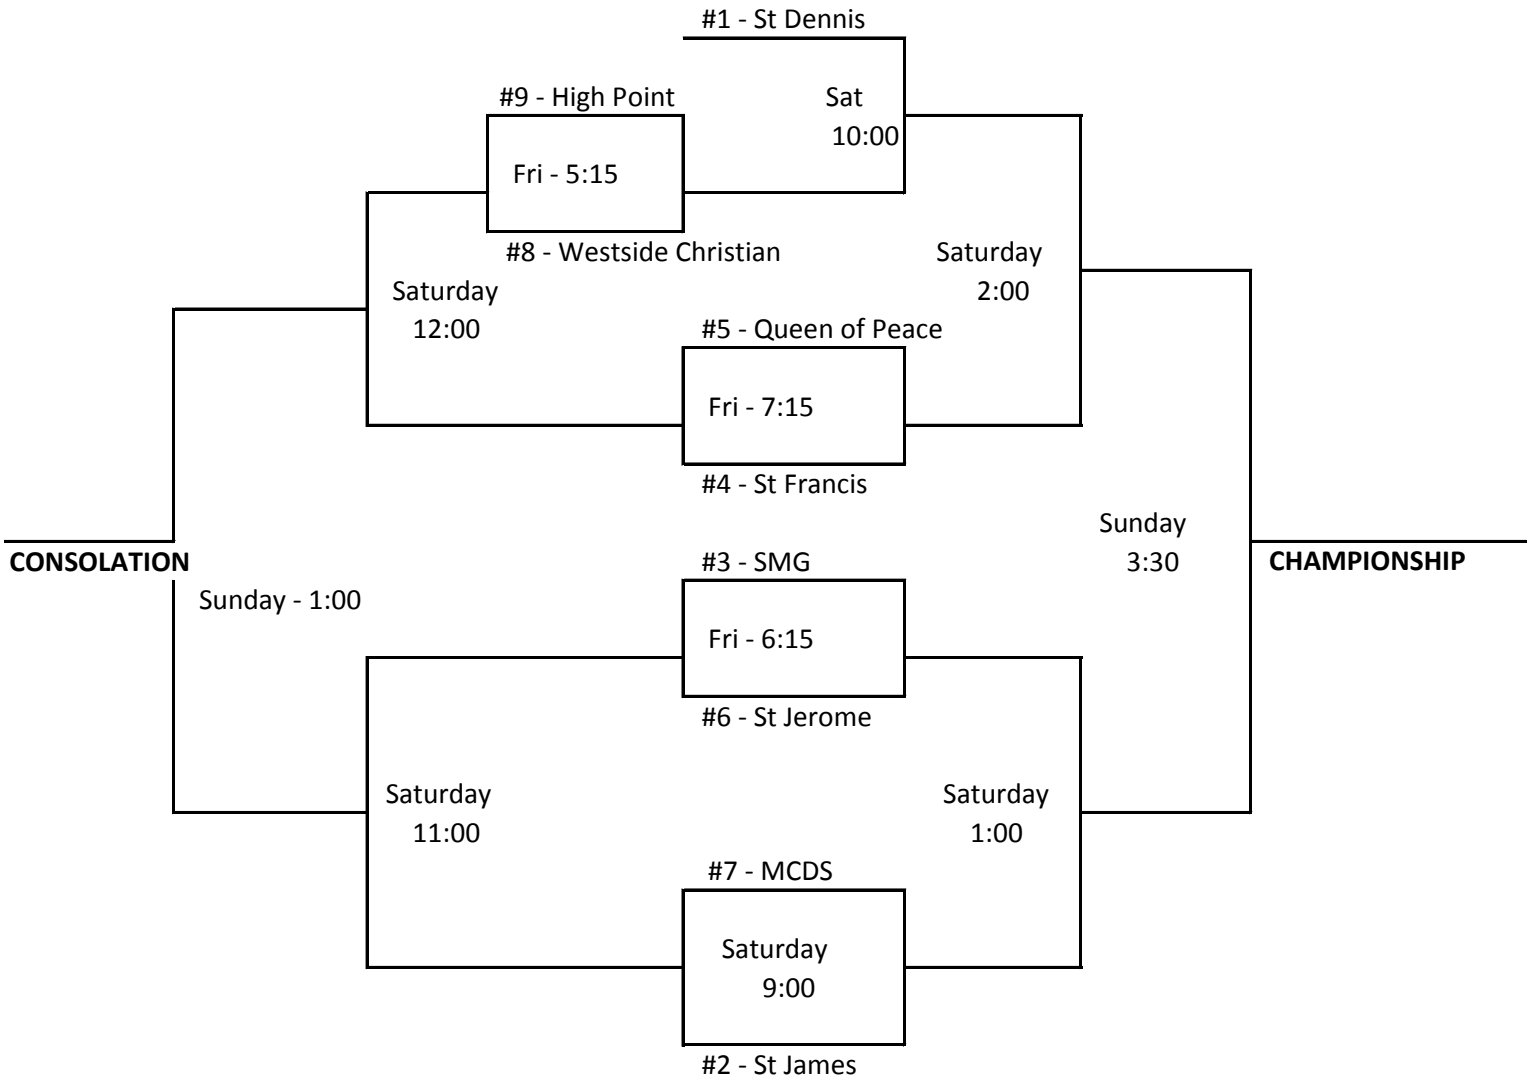 #1 - St Dennis
#9 - High Point
Sat
10:00
Fri - 5:15
#8 - Westside Christian
Saturday
2:00
Saturday
12:00
#5 - Queen of Peace
Fri - 7:15
#4 - St Francis
Sunday
3:30
CONSOLATION
#3 - SMG
CHAMPIONSHIP
Sunday - 1:00
Fri - 6:15
#6 - St Jerome
Saturday
11:00
Saturday
1:00
#7 - MCDS
Saturday
9:00
#2 - St James